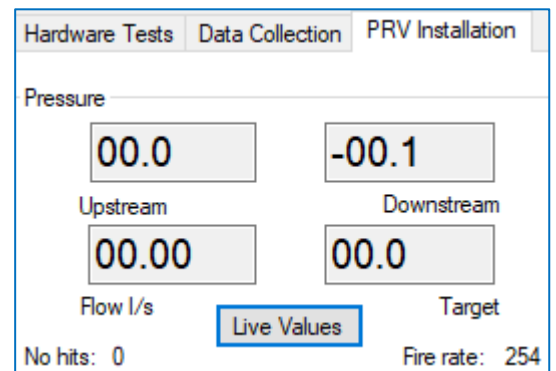 Hardware Tests Data Collection PRV Installation
Pressure
00.0 -00.1
Upstream Downstream
00.00 00.0
Flow l/s Target
Live Values
No hits: 0 Fire rate: 254